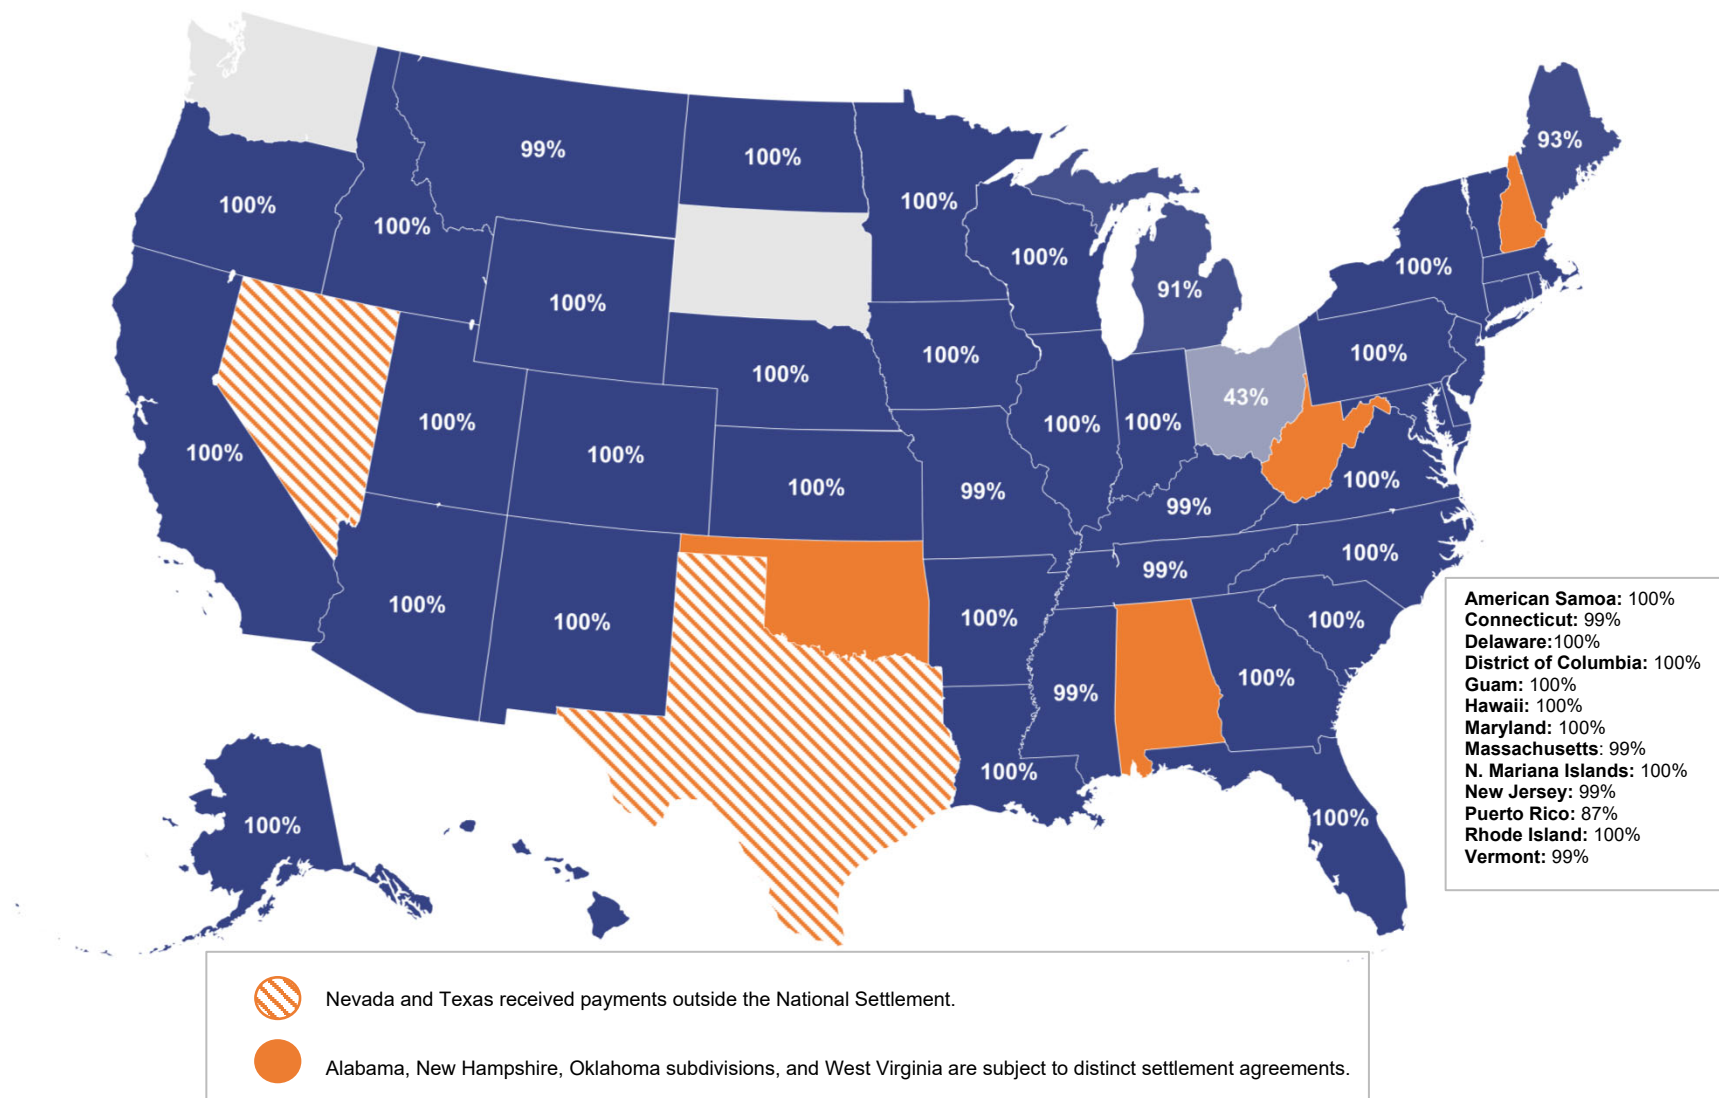 93%
99%
100%
100%
100%
100%
100%
100%
100%
91%
100%
100%
100%
100%
100%
43%
100%
100%
100%
100%
100%
100%
100%
99%
99%
100%
99%
100%
100%
100%
100%
100%
99%
100%
100%
100%
100%
American Samoa: 100%
Connecticut: 99%
Delaware:100%
District of Columbia: 100%
Guam: 100%
Hawaii: 100%
Maryland: 100%
Massachusetts: 99%
N. Mariana Islands: 100%
New Jersey: 99%
Puerto Rico: 87%
Rhode Island: 100%
Vermont: 99%
Nevada and Texas received payments outside the National Settlement.
Alabama, New Hampshire, Oklahoma subdivisions, and West Virginia are subject to distinct settlement agreements.